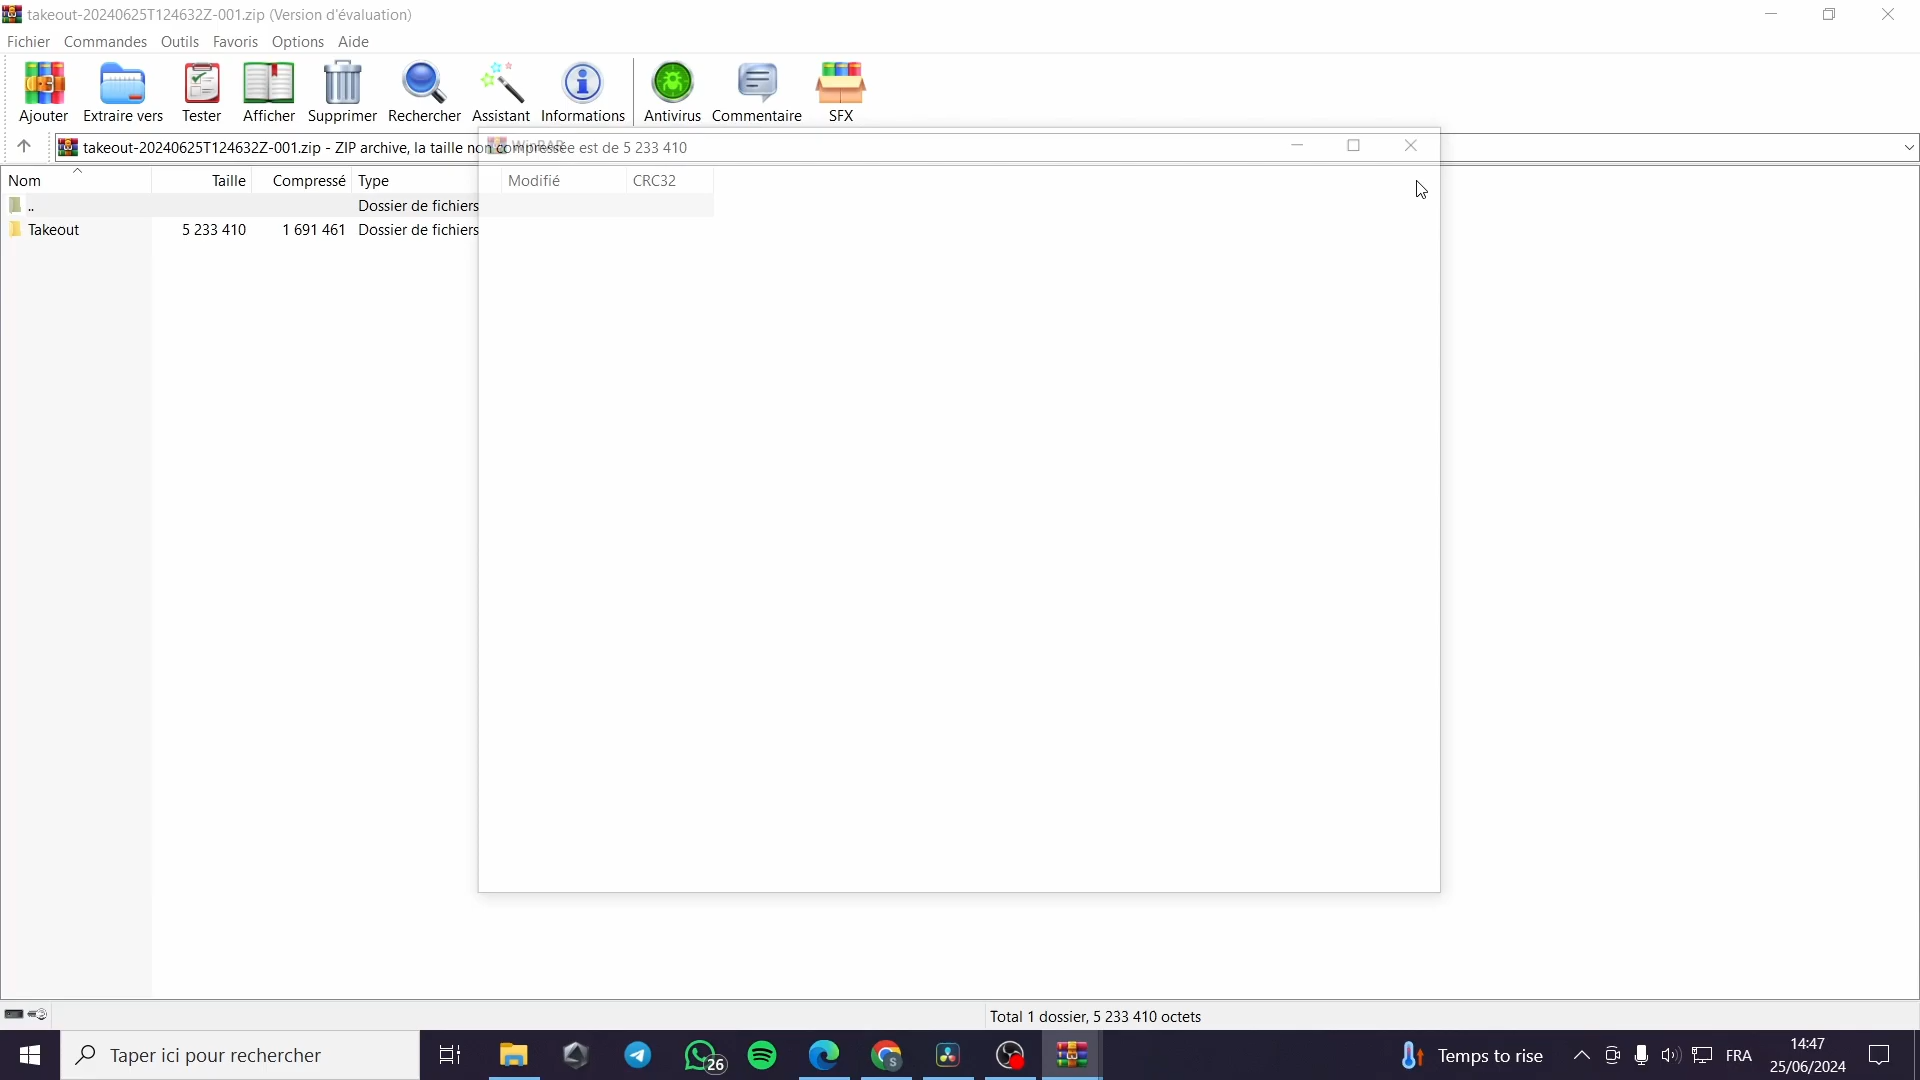 takeout-20240625T124632Z-001.zip (Version d'évaluation)
Fichier Commandes Outils Favoris Options Aide
Ajouter Extraire vers Tester Afficher Supprimer Rechercher Assistant Informations Antivirus Commentaire SFX
takeout-20240625T124632Z-001.zip - ZIP archive, la taille non compressée est de 5 233 410
WinRAR
Nom Taille Compressé Type Modifié CRC32
.. Dossier de fichiers
Takeout 5 233 410 1 691 461 Dossier de fichiers
Total 1 dossier, 5 233 410 octets
Taper ici pour rechercher 26 S Temps to rise FRA 14:47
25/06/2024